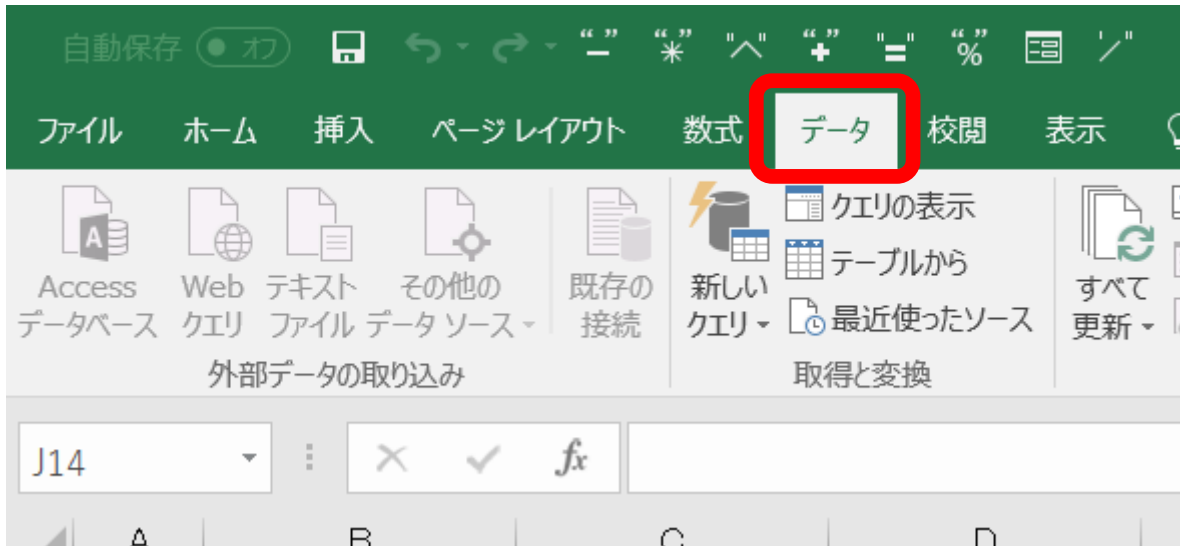 自動保存 オフ “−” “*” "^" “+” "=" “%” '／"
ファイル ホーム 挿入 ページ レイアウト 数式 データ 校閲 表示
Access データベース
Web クエリ
テキスト ファイル
その他の データ ソース
既存の 接続
外部データの取り込み
新しい クエリ
クエリの表示
テーブルから
最近使ったソース
取得と変換
すべて 更新
J14 fx
A B C D